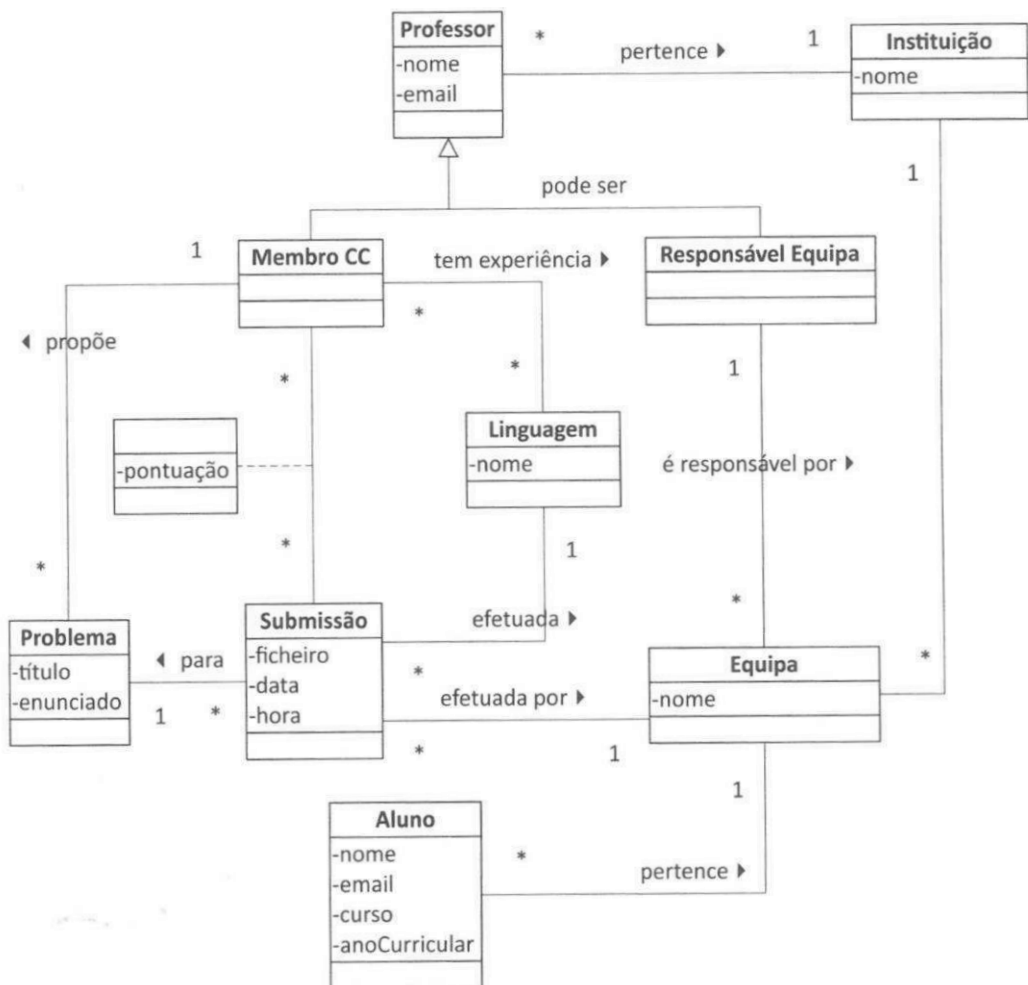 Professor
-nome
-email
*
pertence ▶
1
Instituição
-nome
1
pode ser
1
Membro CC
tem experiência ▶
Responsável Equipa
*
◀ propõe
1
*
*
Linguagem
-nome
-pontuação
é responsável por ▶
1
*
*
*
Problema
-título
-enunciado
◀ para
1
*
Submissão
-ficheiro
-data
-hora
efetuada ▶
*
efetuada por ▶
*
1
Equipa
-nome
*
1
Aluno
-nome
-email
-curso
-anoCurricular
*
pertence ▶